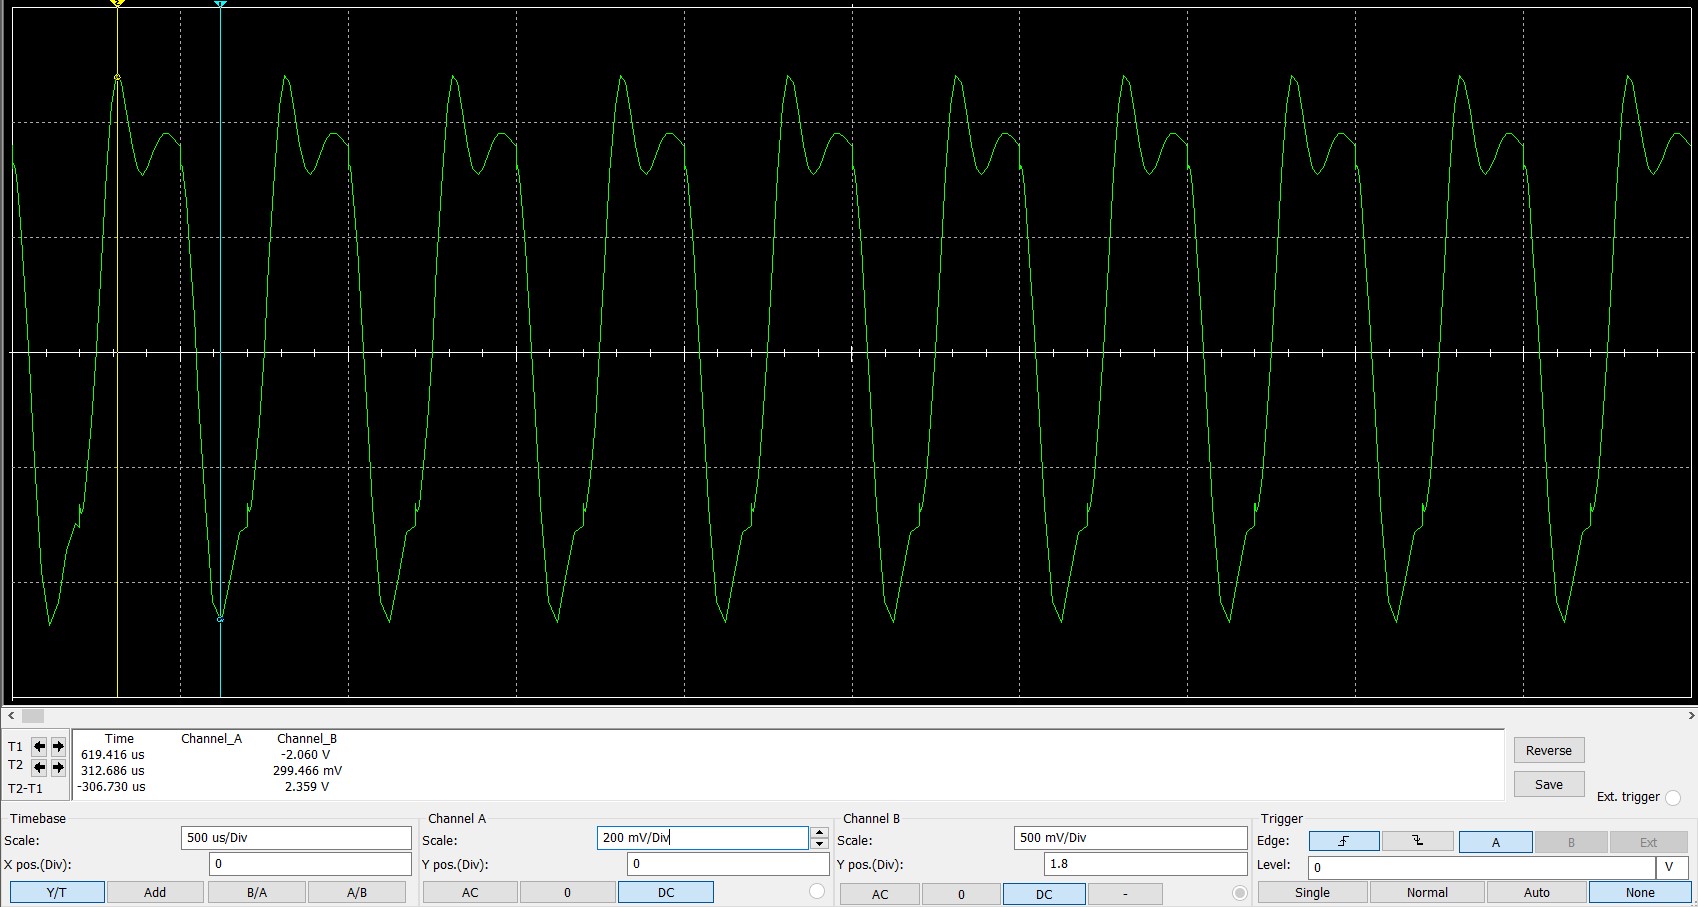 2 1
T1 Time Channel_A Channel_B
T2 619.416 us -2.060 V
312.686 us 299.466 mV
T2-T1 -306.730 us 2.359 V
Reverse
Save
Ext. trigger
Timebase Channel A Channel B Trigger
Scale: 500 us/Div Scale: 200 mV/Div Scale: 500 mV/Div Edge: A B Ext
X pos.(Div): 0 Y pos.(Div): 0 Y pos.(Div): 1.8 Level: 0 V
Y/T Add B/A A/B AC 0 DC AC 0 DC - Single Normal Auto None